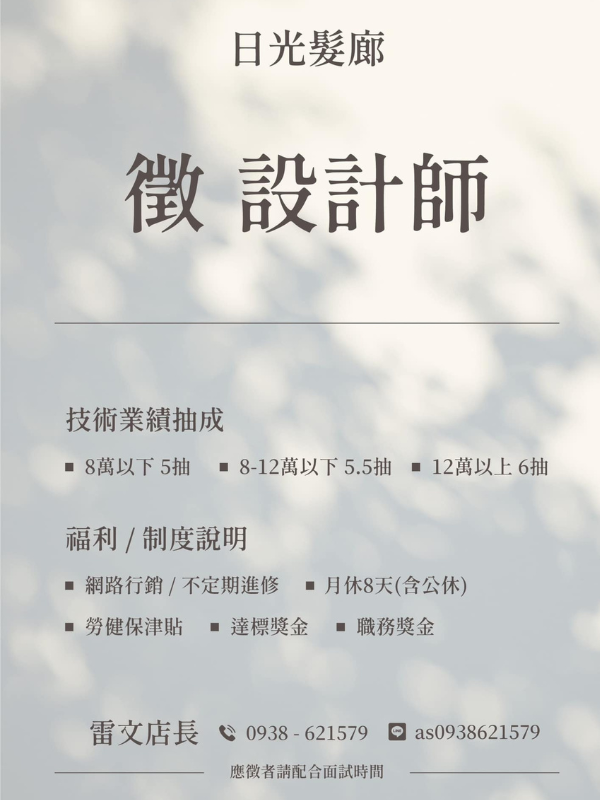 日光髮廊
徵 設計師
技術業績抽成
▪ 8萬以下 5抽 ▪ 8-12萬以下 5.5抽 ▪ 12萬以上 6抽
福利 / 制度說明
▪ 網路行銷 / 不定期進修 ▪ 月休8天(含公休)
▪ 勞健保津貼 ▪ 達標獎金 ▪ 職務獎金
雷文店長 0938 - 621579 LINE as0938621579
應徵者請配合面試時間